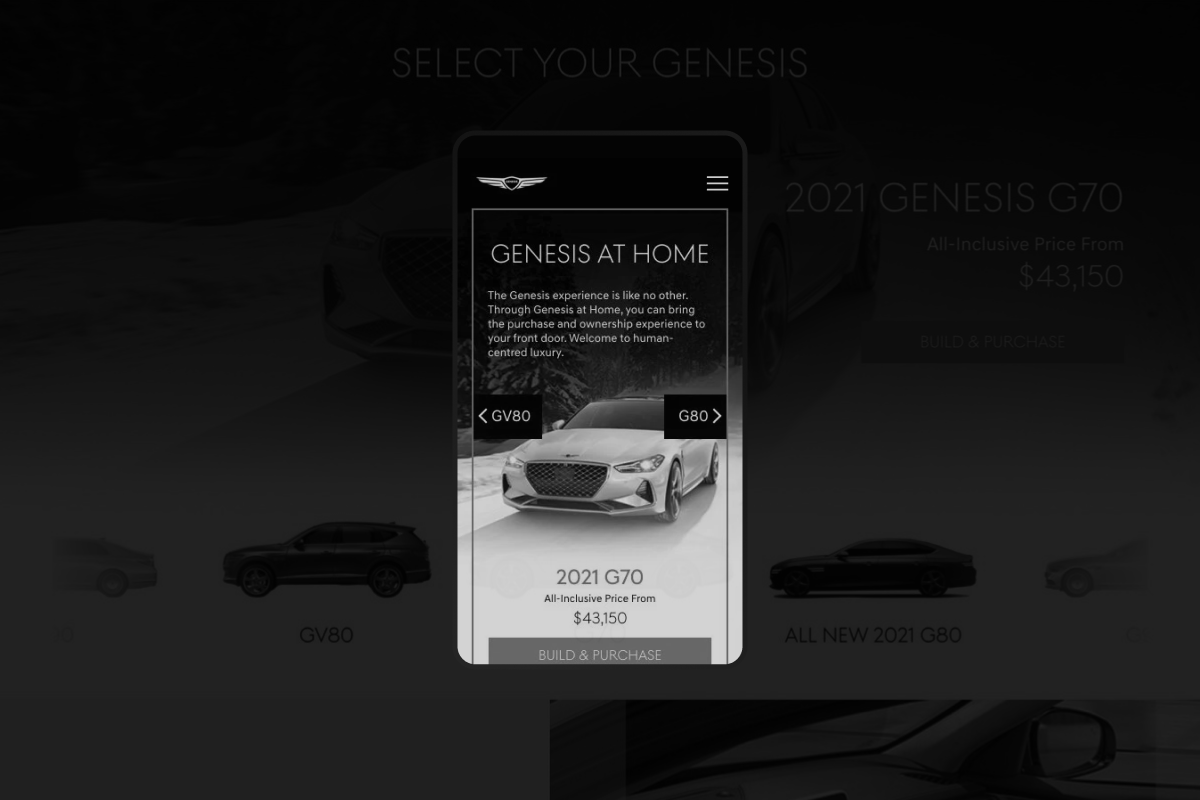 SELECT YOUR GENESIS
2021 GENESIS G70
All-Inclusive Price From
$43,150
BUILD & PURCHASE
GENESIS AT HOME
The Genesis experience is like no other.
Through Genesis at Home, you can bring
the purchase and ownership experience to
your front door. Welcome to human-
centred luxury.
GV80
G80
2021 G70
All-Inclusive Price From
$43,150
BUILD & PURCHASE
GV80
ALL NEW 2021 G80